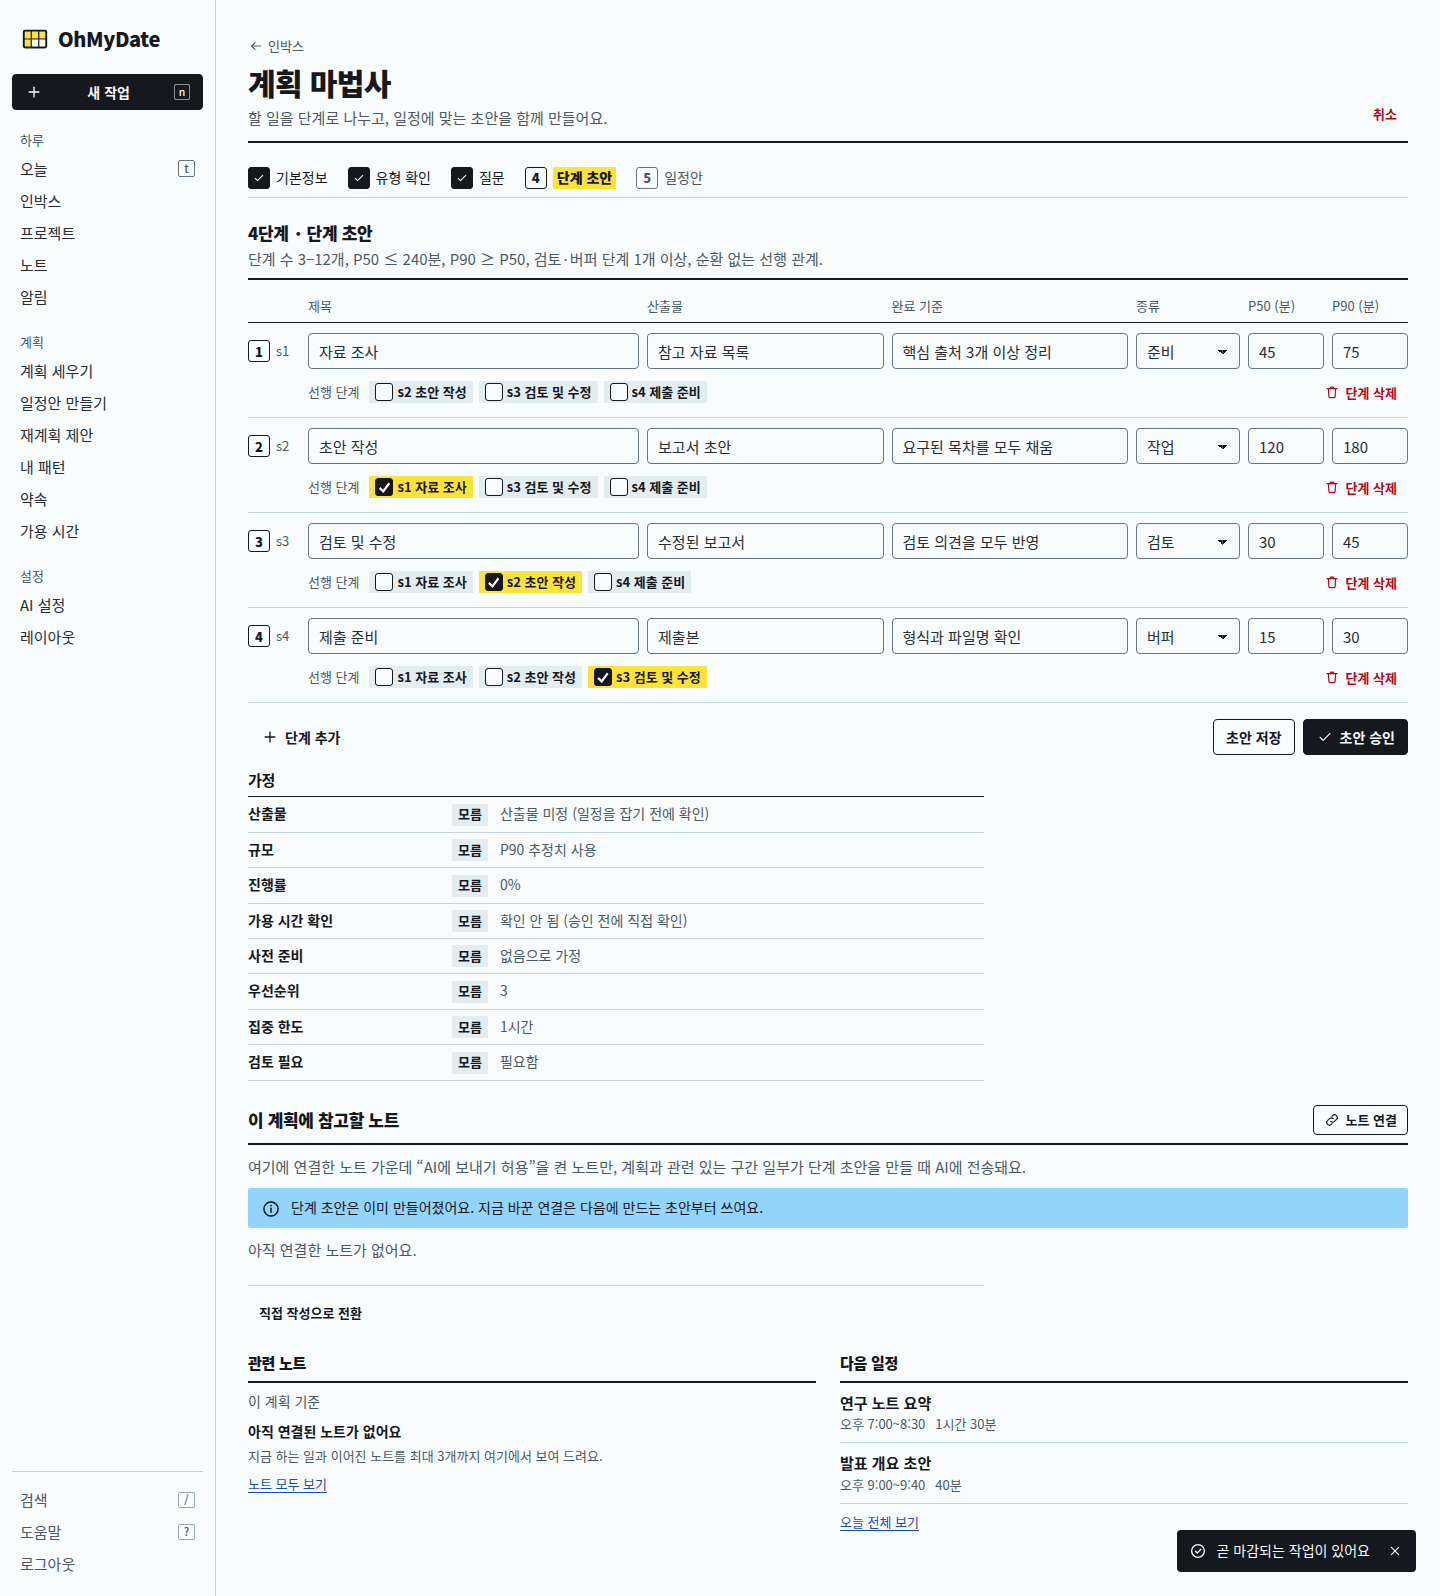 OhMyDate
새 작업 n
하루
오늘 t
인박스
프로젝트
노트
알림
계획
계획 세우기
일정안 만들기
재계획 제안
내 패턴
약속
가용 시간
설정
AI 설정
레이아웃
검색 /
도움말 ?
로그아웃
← 인박스
계획 마법사
할 일을 단계로 나누고, 일정에 맞는 초안을 함께 만들어요.
취소
기본정보 유형 확인 질문 4 단계 초안 5 일정안
4단계 · 단계 초안
단계 수 3–12개, P50 ≤ 240분, P90 ≥ P50, 검토·버퍼 단계 1개 이상, 순환 없는 선행 관계.
제목 산출물 완료 기준 종류 P50 (분) P90 (분)
1 s1 자료 조사 참고 자료 목록 핵심 출처 3개 이상 정리 준비 45 75
선행 단계 s2 초안 작성 s3 검토 및 수정 s4 제출 준비 단계 삭제
2 s2 초안 작성 보고서 초안 요구된 목차를 모두 채움 작업 120 180
선행 단계 s1 자료 조사 s3 검토 및 수정 s4 제출 준비 단계 삭제
3 s3 검토 및 수정 수정된 보고서 검토 의견을 모두 반영 검토 30 45
선행 단계 s1 자료 조사 s2 초안 작성 s4 제출 준비 단계 삭제
4 s4 제출 준비 제출본 형식과 파일명 확인 버퍼 15 30
선행 단계 s1 자료 조사 s2 초안 작성 s3 검토 및 수정 단계 삭제
단계 추가 초안 저장 초안 승인
가정
산출물 모름 산출물 미정 (일정을 잡기 전에 확인)
규모 모름 P90 추정치 사용
진행률 모름 0%
가용 시간 확인 모름 확인 안 됨 (승인 전에 직접 확인)
사전 준비 모름 없음으로 가정
우선순위 모름 3
집중 한도 모름 1시간
검토 필요 모름 필요함
이 계획에 참고할 노트 노트 연결
여기에 연결한 노트 가운데 “AI에 보내기 허용”을 켠 노트만, 계획과 관련 있는 구간 일부가 단계 초안을 만들 때 AI에 전송돼요.
단계 초안은 이미 만들어졌어요. 지금 바꾼 연결은 다음에 만드는 초안부터 쓰여요.
아직 연결한 노트가 없어요.
직접 작성으로 전환
관련 노트
이 계획 기준
아직 연결된 노트가 없어요
지금 하는 일과 이어진 노트를 최대 3개까지 여기에서 보여 드려요.
노트 모두 보기
다음 일정
연구 노트 요약
오후 7:00~8:30 1시간 30분
발표 개요 초안
오후 9:00~9:40 40분
오늘 전체 보기
곧 마감되는 작업이 있어요